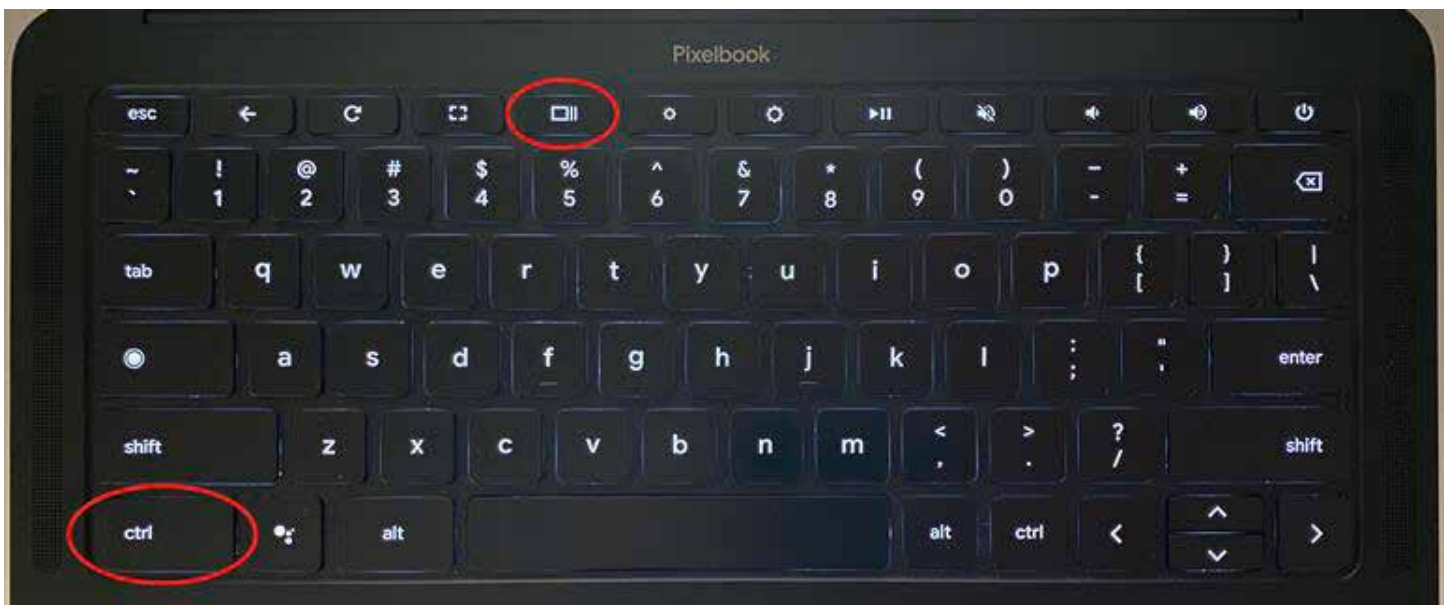 Pixelbook
esc
~ ! @ # $ % ^ & * ( ) — +
` 1 2 3 4 5 6 7 8 9 0 - =
tab q w e r t y u i o p { } |
[ ] \
a s d f g h j k l : " enter
; '
shift z x c v b n m < > ? shift
, . /
ctrl alt alt ctrl